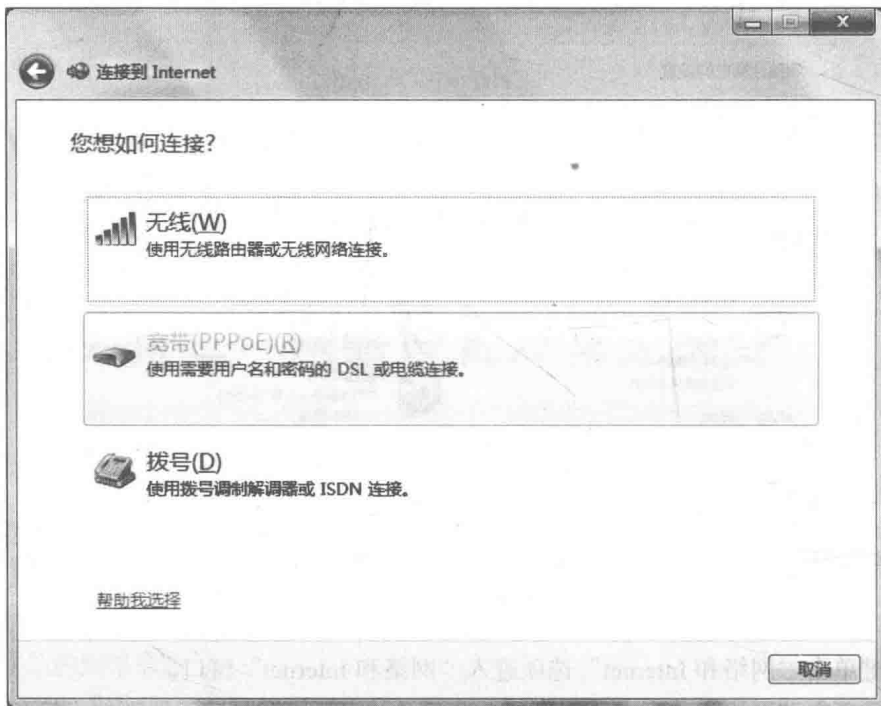 连接到 Internet
您想如何连接?
无线(W)
使用无线路由器或无线网络连接。
宽带(PPPoE)(R)
使用需要用户名和密码的 DSL 或电缆连接。
拨号(D)
使用拨号调制解调器或 ISDN 连接。
帮助我选择
取消